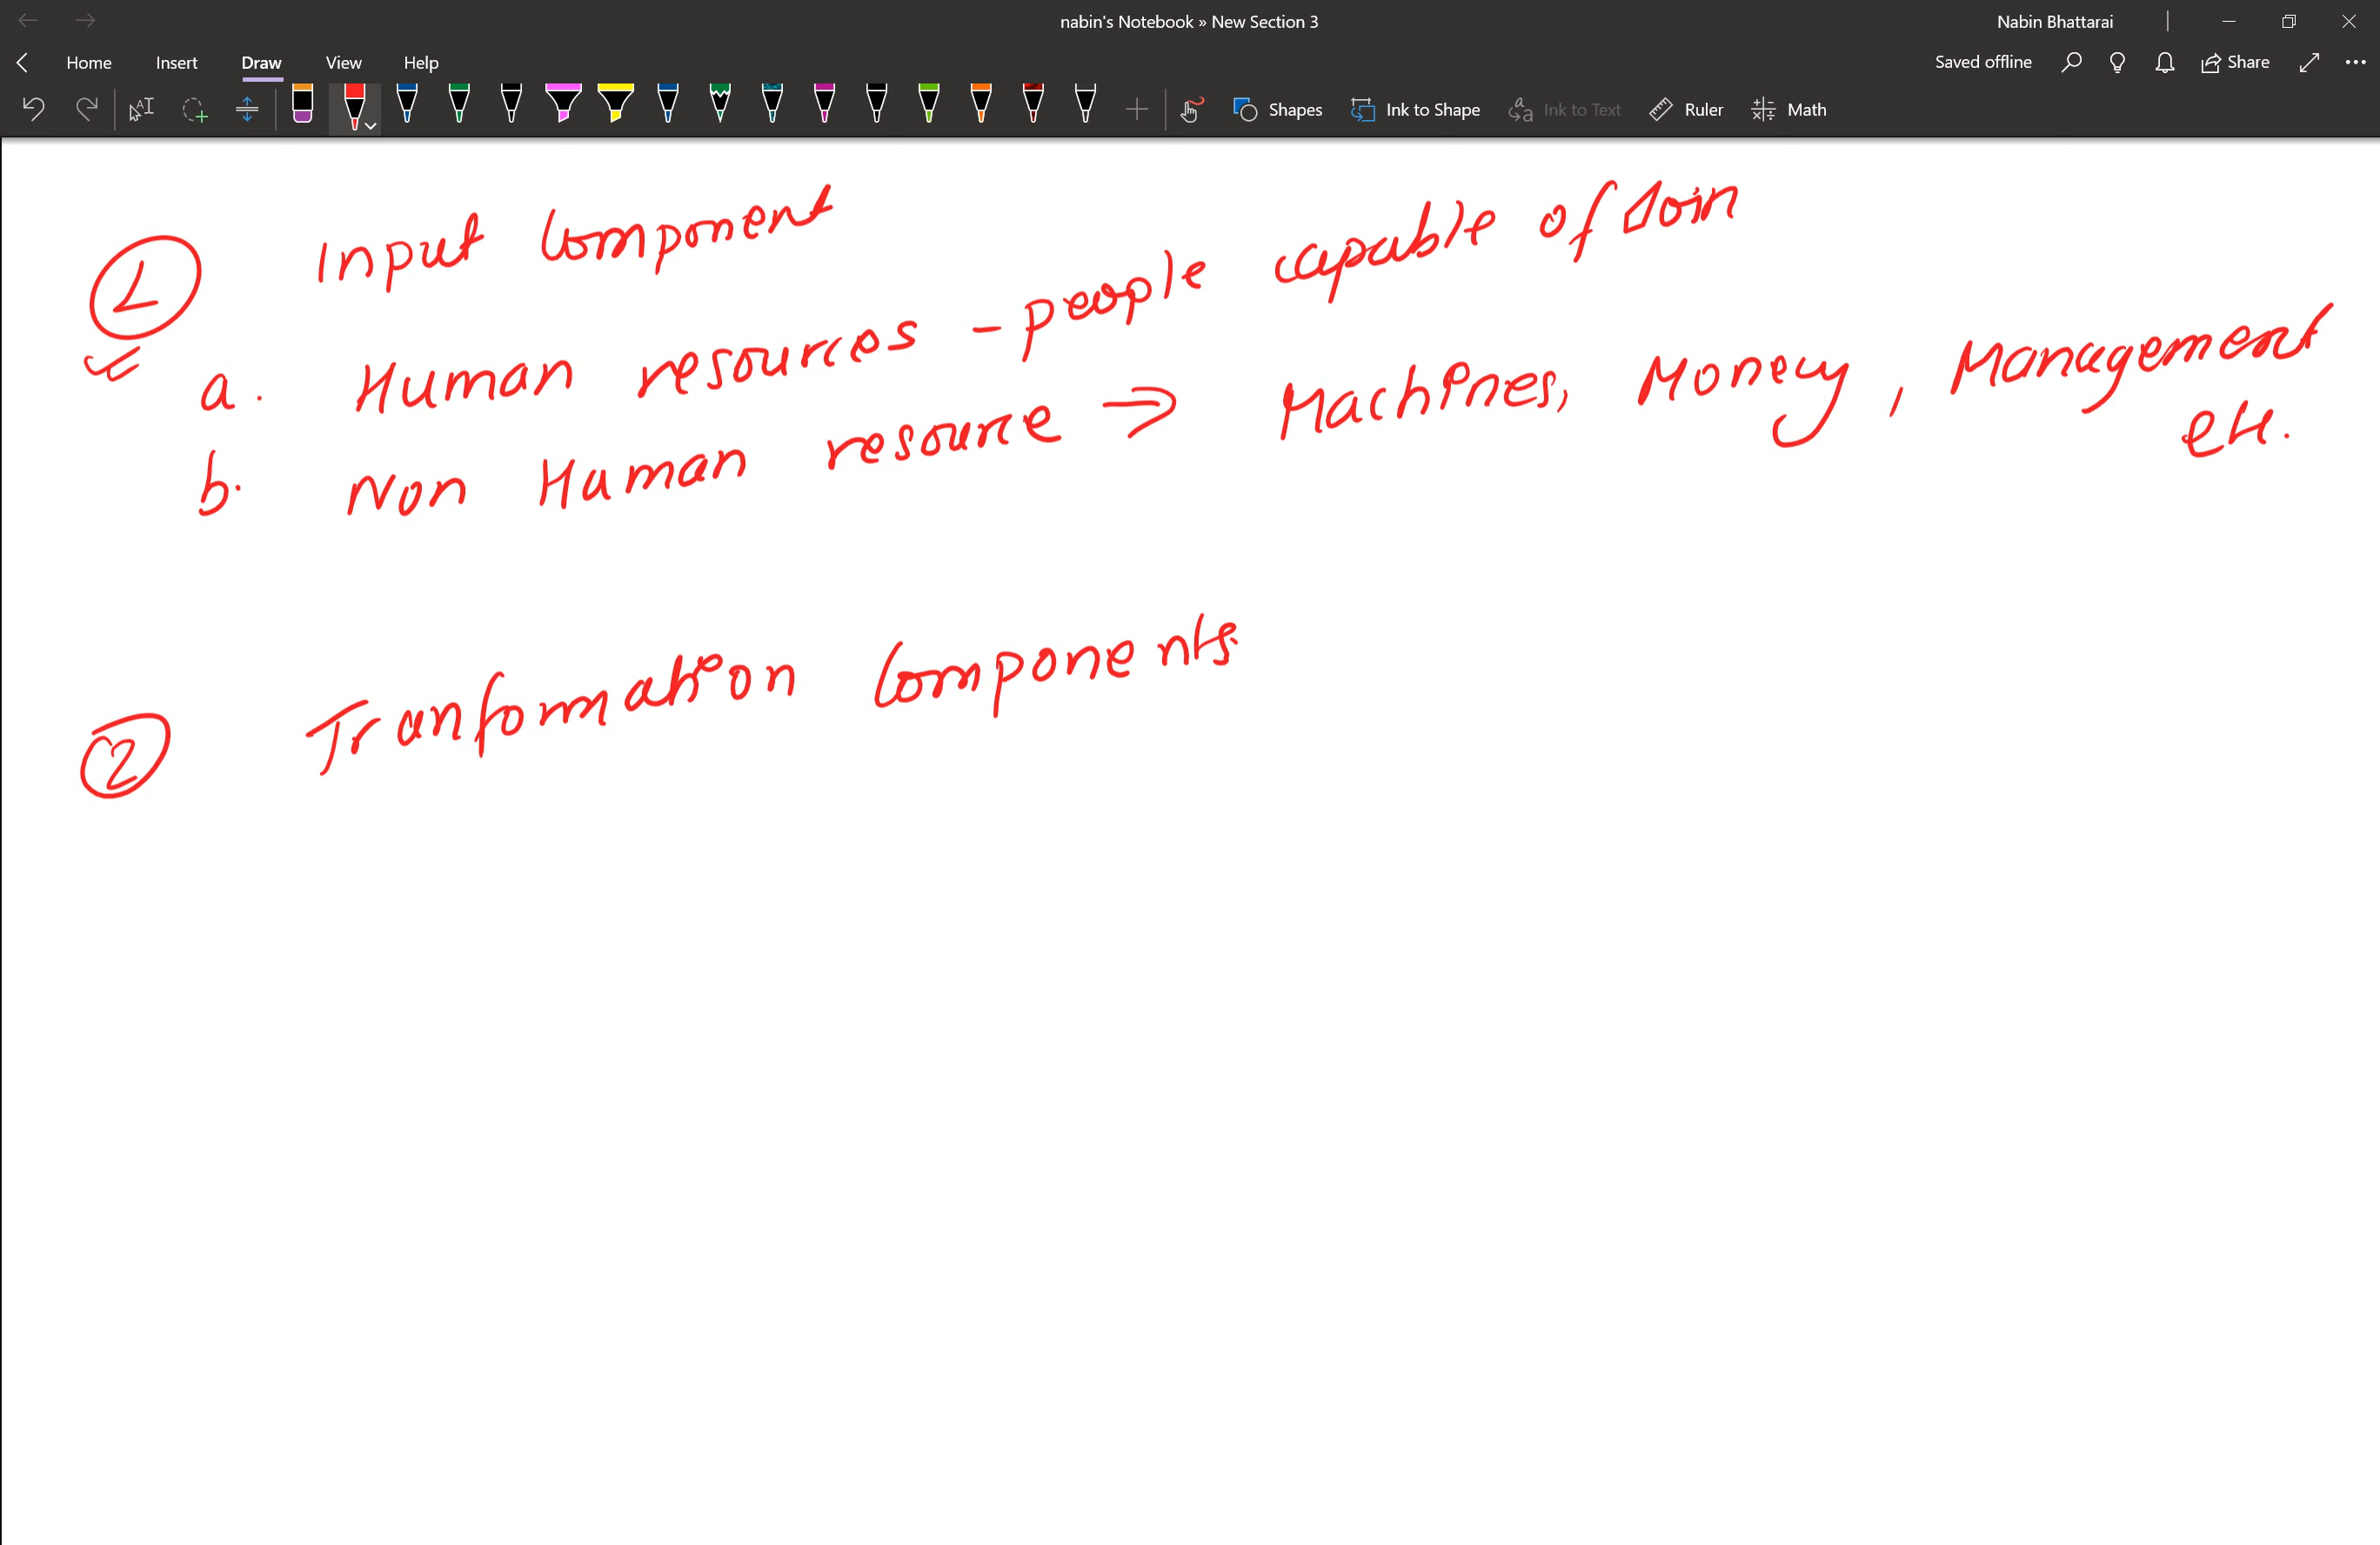 nabin's Notebook » New Section 3
Nabin Bhattarai
Home Insert Draw View Help
Saved offline
Share
Shapes Ink to Shape Ink to Text Ruler Math
1 Input Component
a. Human resources - people capable of doin
b. Non Human resource ⇒ Machines, Money, Management
etc.
2 Tranformation Components